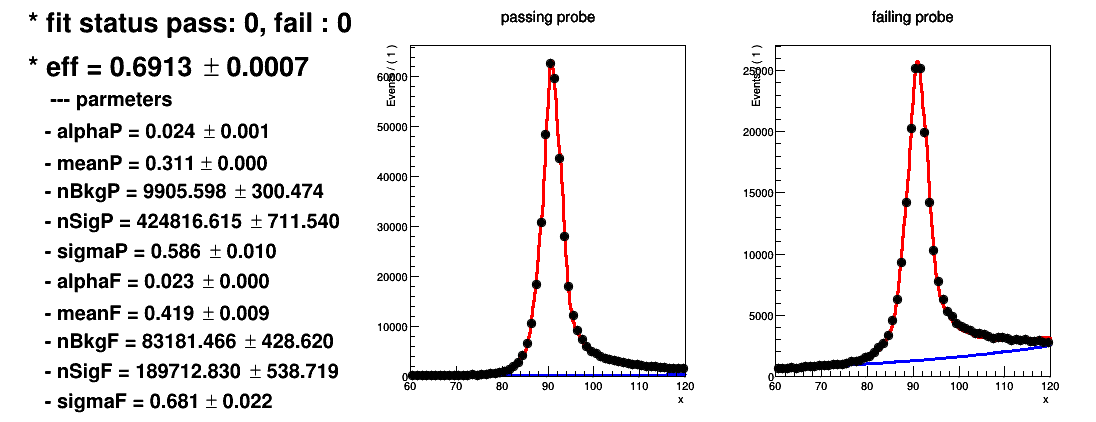 * fit status pass: 0, fail : 0
* eff = 0.6913 ± 0.0007
--- parmeters
- alphaP = 0.024 ± 0.001
- meanP = 0.311 ± 0.000
- nBkgP = 9905.598 ± 300.474
- nSigP = 424816.615 ± 711.540
- sigmaP = 0.586 ± 0.010
- alphaF = 0.023 ± 0.000
- meanF = 0.419 ± 0.009
- nBkgF = 83181.466 ± 428.620
- nSigF = 189712.830 ± 538.719
- sigmaF = 0.681 ± 0.022
passing probe
Events / ( 1 )
60000
50000
40000
30000
20000
10000
0
60 70 80 90 100 110 120
x
failing probe
Events / ( 1 )
25000
20000
15000
10000
5000
0
60 70 80 90 100 110 120
x